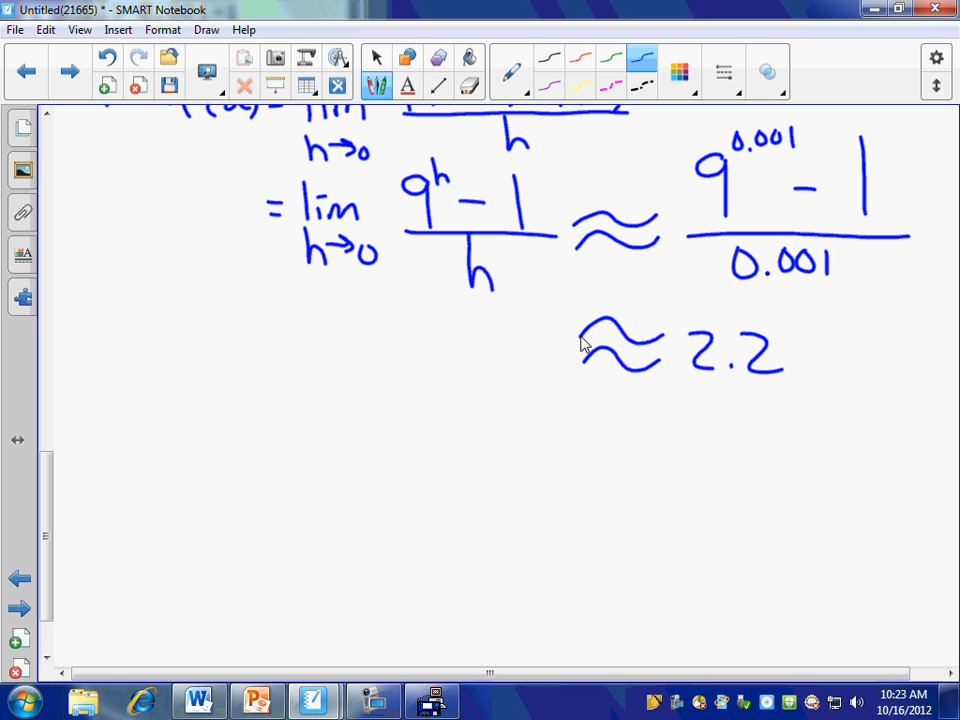 Untitled(21665) * - SMART Notebook
File Edit View Insert Format Draw Help
lim
h→0 h
= lim 9^h - 1 ≈ 9^0.001 - 1
h→0 h 0.001
≈ 2.2
10:23 AM
10/16/2012